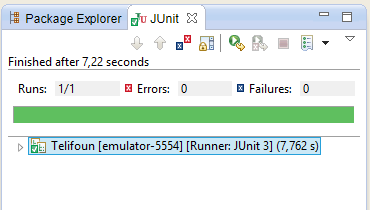 Package Explorer JUnit
Finished after 7,22 seconds
Runs: 1/1 Errors: 0 Failures: 0
Telifoun [emulator-5554] [Runner: JUnit 3] (7,762 s)